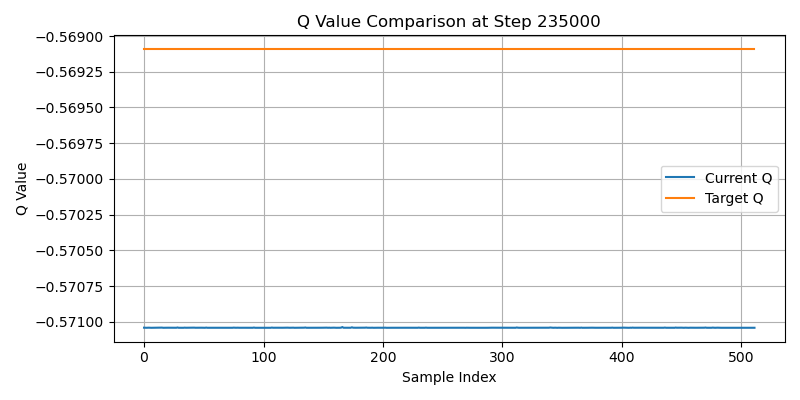 Q Value Comparison at Step 235000
−0.56900
−0.56925
−0.56950
−0.56975
−0.57000
−0.57025
−0.57050
−0.57075
−0.57100
Q Value
Current Q
Target Q
0 100 200 300 400 500
Sample Index